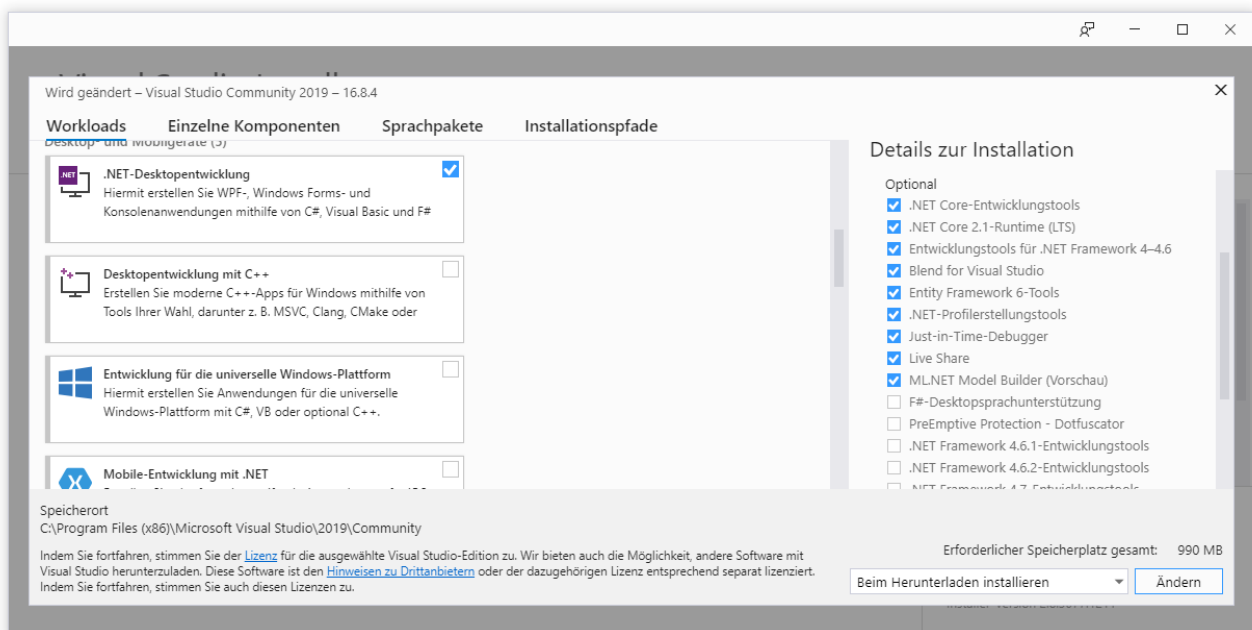 Wird geändert – Visual Studio Community 2019 – 16.8.4
Workloads
Einzelne Komponenten
Sprachpakete
Installationspfade
Desktop- und Mobilgeräte (5)
.NET
.NET-Desktopentwicklung
Hiermit erstellen Sie WPF-, Windows Forms- und
Konsolenanwendungen mithilfe von C#, Visual Basic und F#
Desktopentwicklung mit C++
Erstellen Sie moderne C++-Apps für Windows mithilfe von
Tools Ihrer Wahl, darunter z. B. MSVC, Clang, CMake oder
Entwicklung für die universelle Windows-Plattform
Hiermit erstellen Sie Anwendungen für die universelle
Windows-Plattform mit C#, VB oder optional C++.
Mobile-Entwicklung mit .NET
Details zur Installation
Optional
.NET Core-Entwicklungstools
.NET Core 2.1-Runtime (LTS)
Entwicklungstools für .NET Framework 4–4.6
Blend for Visual Studio
Entity Framework 6-Tools
.NET-Profilerstellungstools
Just-in-Time-Debugger
Live Share
ML.NET Model Builder (Vorschau)
F#-Desktopsprachunterstützung
PreEmptive Protection - Dotfuscator
.NET Framework 4.6.1-Entwicklungstools
.NET Framework 4.6.2-Entwicklungstools
.NET Framework 4.7-Entwicklungstools
Speicherort
C:\Program Files (x86)\Microsoft Visual Studio\2019\Community
Indem Sie fortfahren, stimmen Sie der Lizenz für die ausgewählte Visual Studio-Edition zu. Wir bieten auch die Möglichkeit, andere Software mit
Visual Studio herunterzuladen. Diese Software ist den Hinweisen zu Drittanbietern oder der dazugehörigen Lizenz entsprechend separat lizenziert.
Indem Sie fortfahren, stimmen Sie auch diesen Lizenzen zu.
Erforderlicher Speicherplatz gesamt: 990 MB
Beim Herunterladen installieren
Ändern